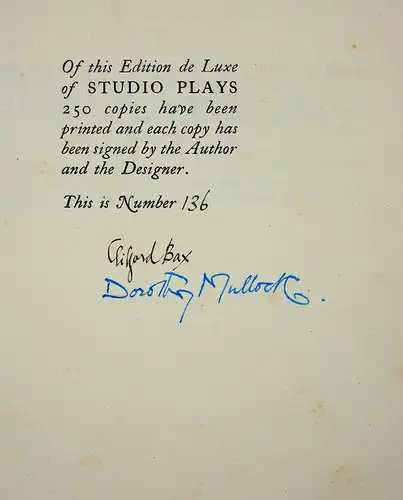 Of this Edition de Luxe
of STUDIO PLAYS
250 copies have been
printed and each copy has
been signed by the Author
and the Designer.
This is Number 136
Clifford Bax
Dorothy Mullock.